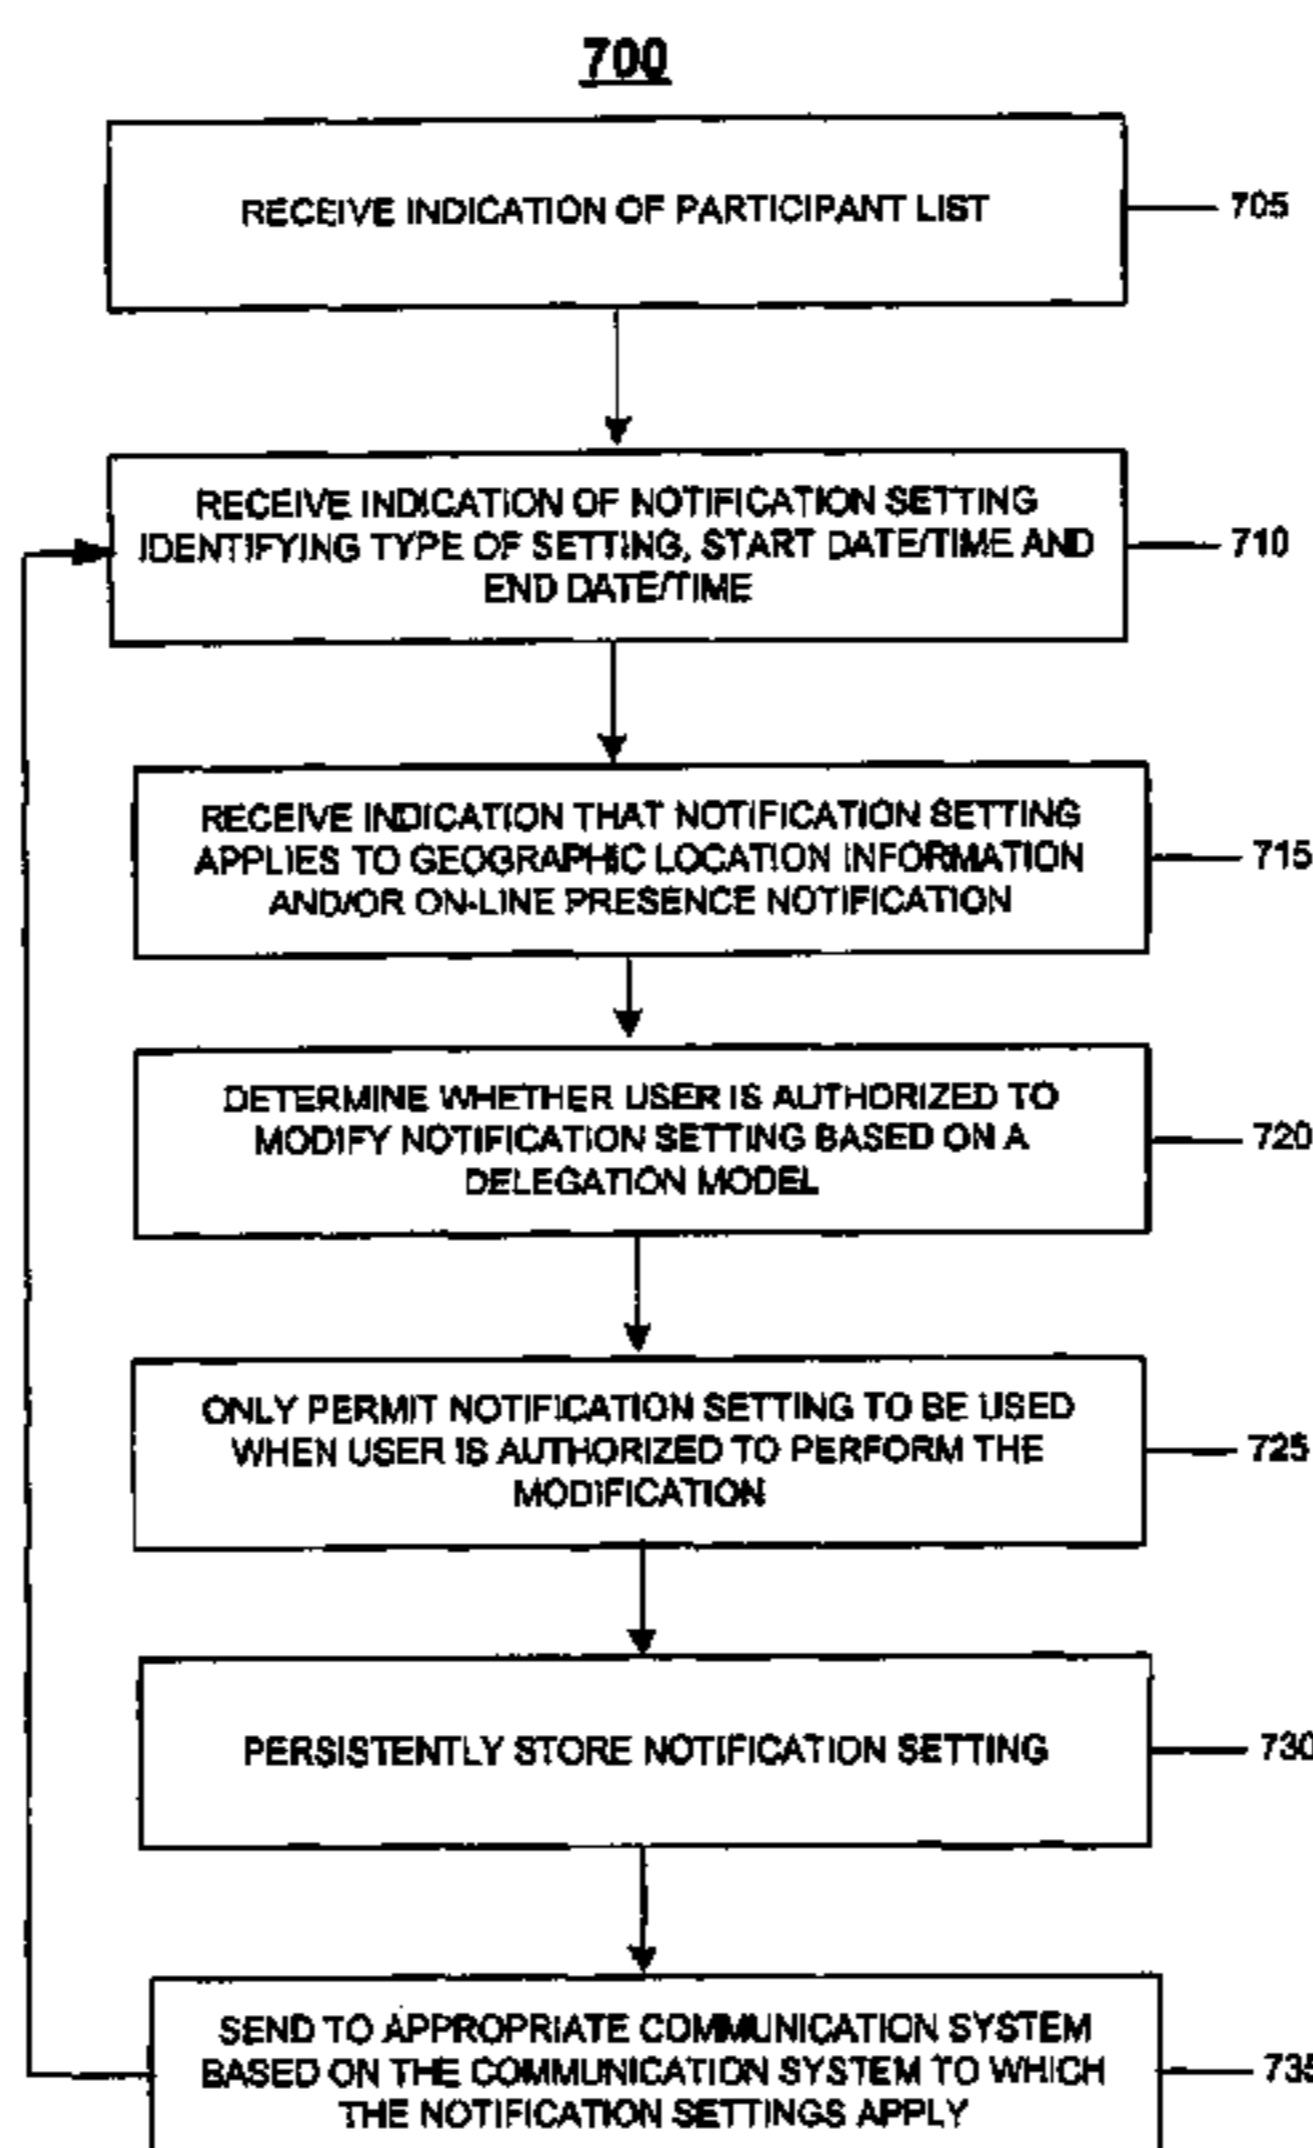 700
RECEIVE INDICATION OF PARTICIPANT LIST
705
RECEIVE INDICATION OF NOTIFICATION SETTING
IDENTIFYING TYPE OF SETTING, START DATE/TIME AND
END DATE/TIME
710
RECEIVE INDICATION THAT NOTIFICATION SETTING
APPLIES TO GEOGRAPHIC LOCATION INFORMATION
AND/OR ON-LINE PRESENCE NOTIFICATION
715
DETERMINE WHETHER USER IS AUTHORIZED TO
MODIFY NOTIFICATION SETTING BASED ON A
DELEGATION MODEL
720
ONLY PERMIT NOTIFICATION SETTING TO BE USED
WHEN USER IS AUTHORIZED TO PERFORM THE
MODIFICATION
725
PERSISTENTLY STORE NOTIFICATION SETTING
730
SEND TO APPROPRIATE COMMUNICATION SYSTEM
BASED ON THE COMMUNICATION SYSTEM TO WHICH
THE NOTIFICATION SETTINGS APPLY
735